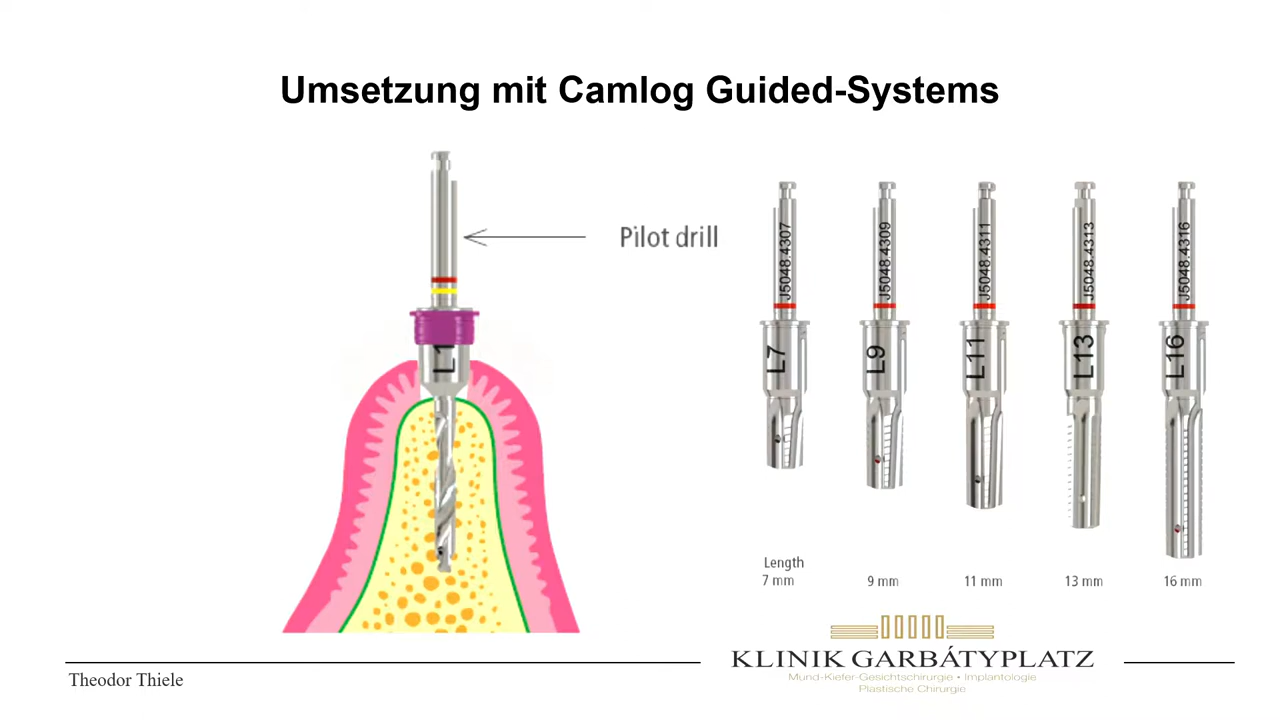 Umsetzung mit Camlog Guided-Systems
Pilot drill
L1
J5048.4307
J5048.4309
J5048.4311
J5048.4313
J5048.4316
L7
L9
L11
L13
L16
Length
7 mm
9 mm
11 mm
13 mm
16 mm
KLINIK GARBÁTYPLATZ
Mund-Kiefer-Gesichtschirurgie • Implantologie
Plastische Chirurgie
Theodor Thiele